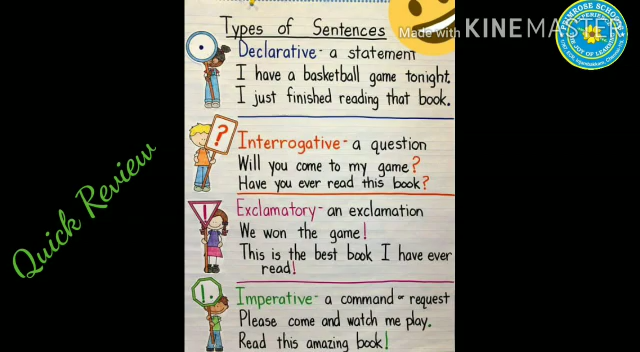 Types of Sentences
Made with KINEMASTER
PRIMROSE SCHOOLS
Declarative - a statement
I have a basketball game tonight.
I just finished reading that book.
?
Interrogative - a question
Will you come to my game?
Have you ever read this book?
Quick Review
!
Exclamatory - an exclamation
We won the game!
This is the best book I have ever
read!
!.
Imperative - a command or request
Please come and watch me play.
Read this amazing book!